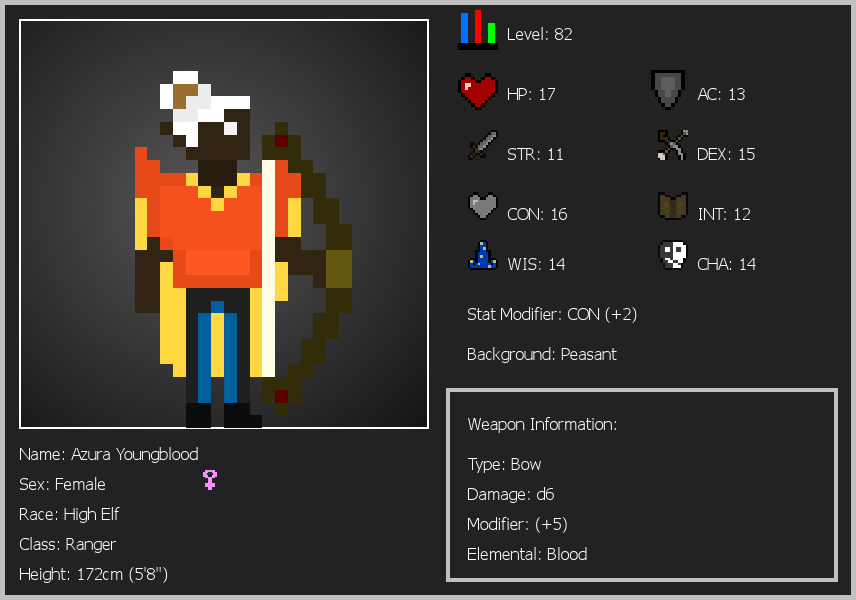 Level: 82
HP: 17
AC: 13
STR: 11
DEX: 15
CON: 16
INT: 12
WIS: 14
CHA: 14
Stat Modifier: CON (+2)
Background: Peasant
Weapon Information:
Type: Bow
Damage: d6
Modifier: (+5)
Elemental: Blood
Name: Azura Youngblood
Sex: Female
Race: High Elf
Class: Ranger
Height: 172cm (5'8")